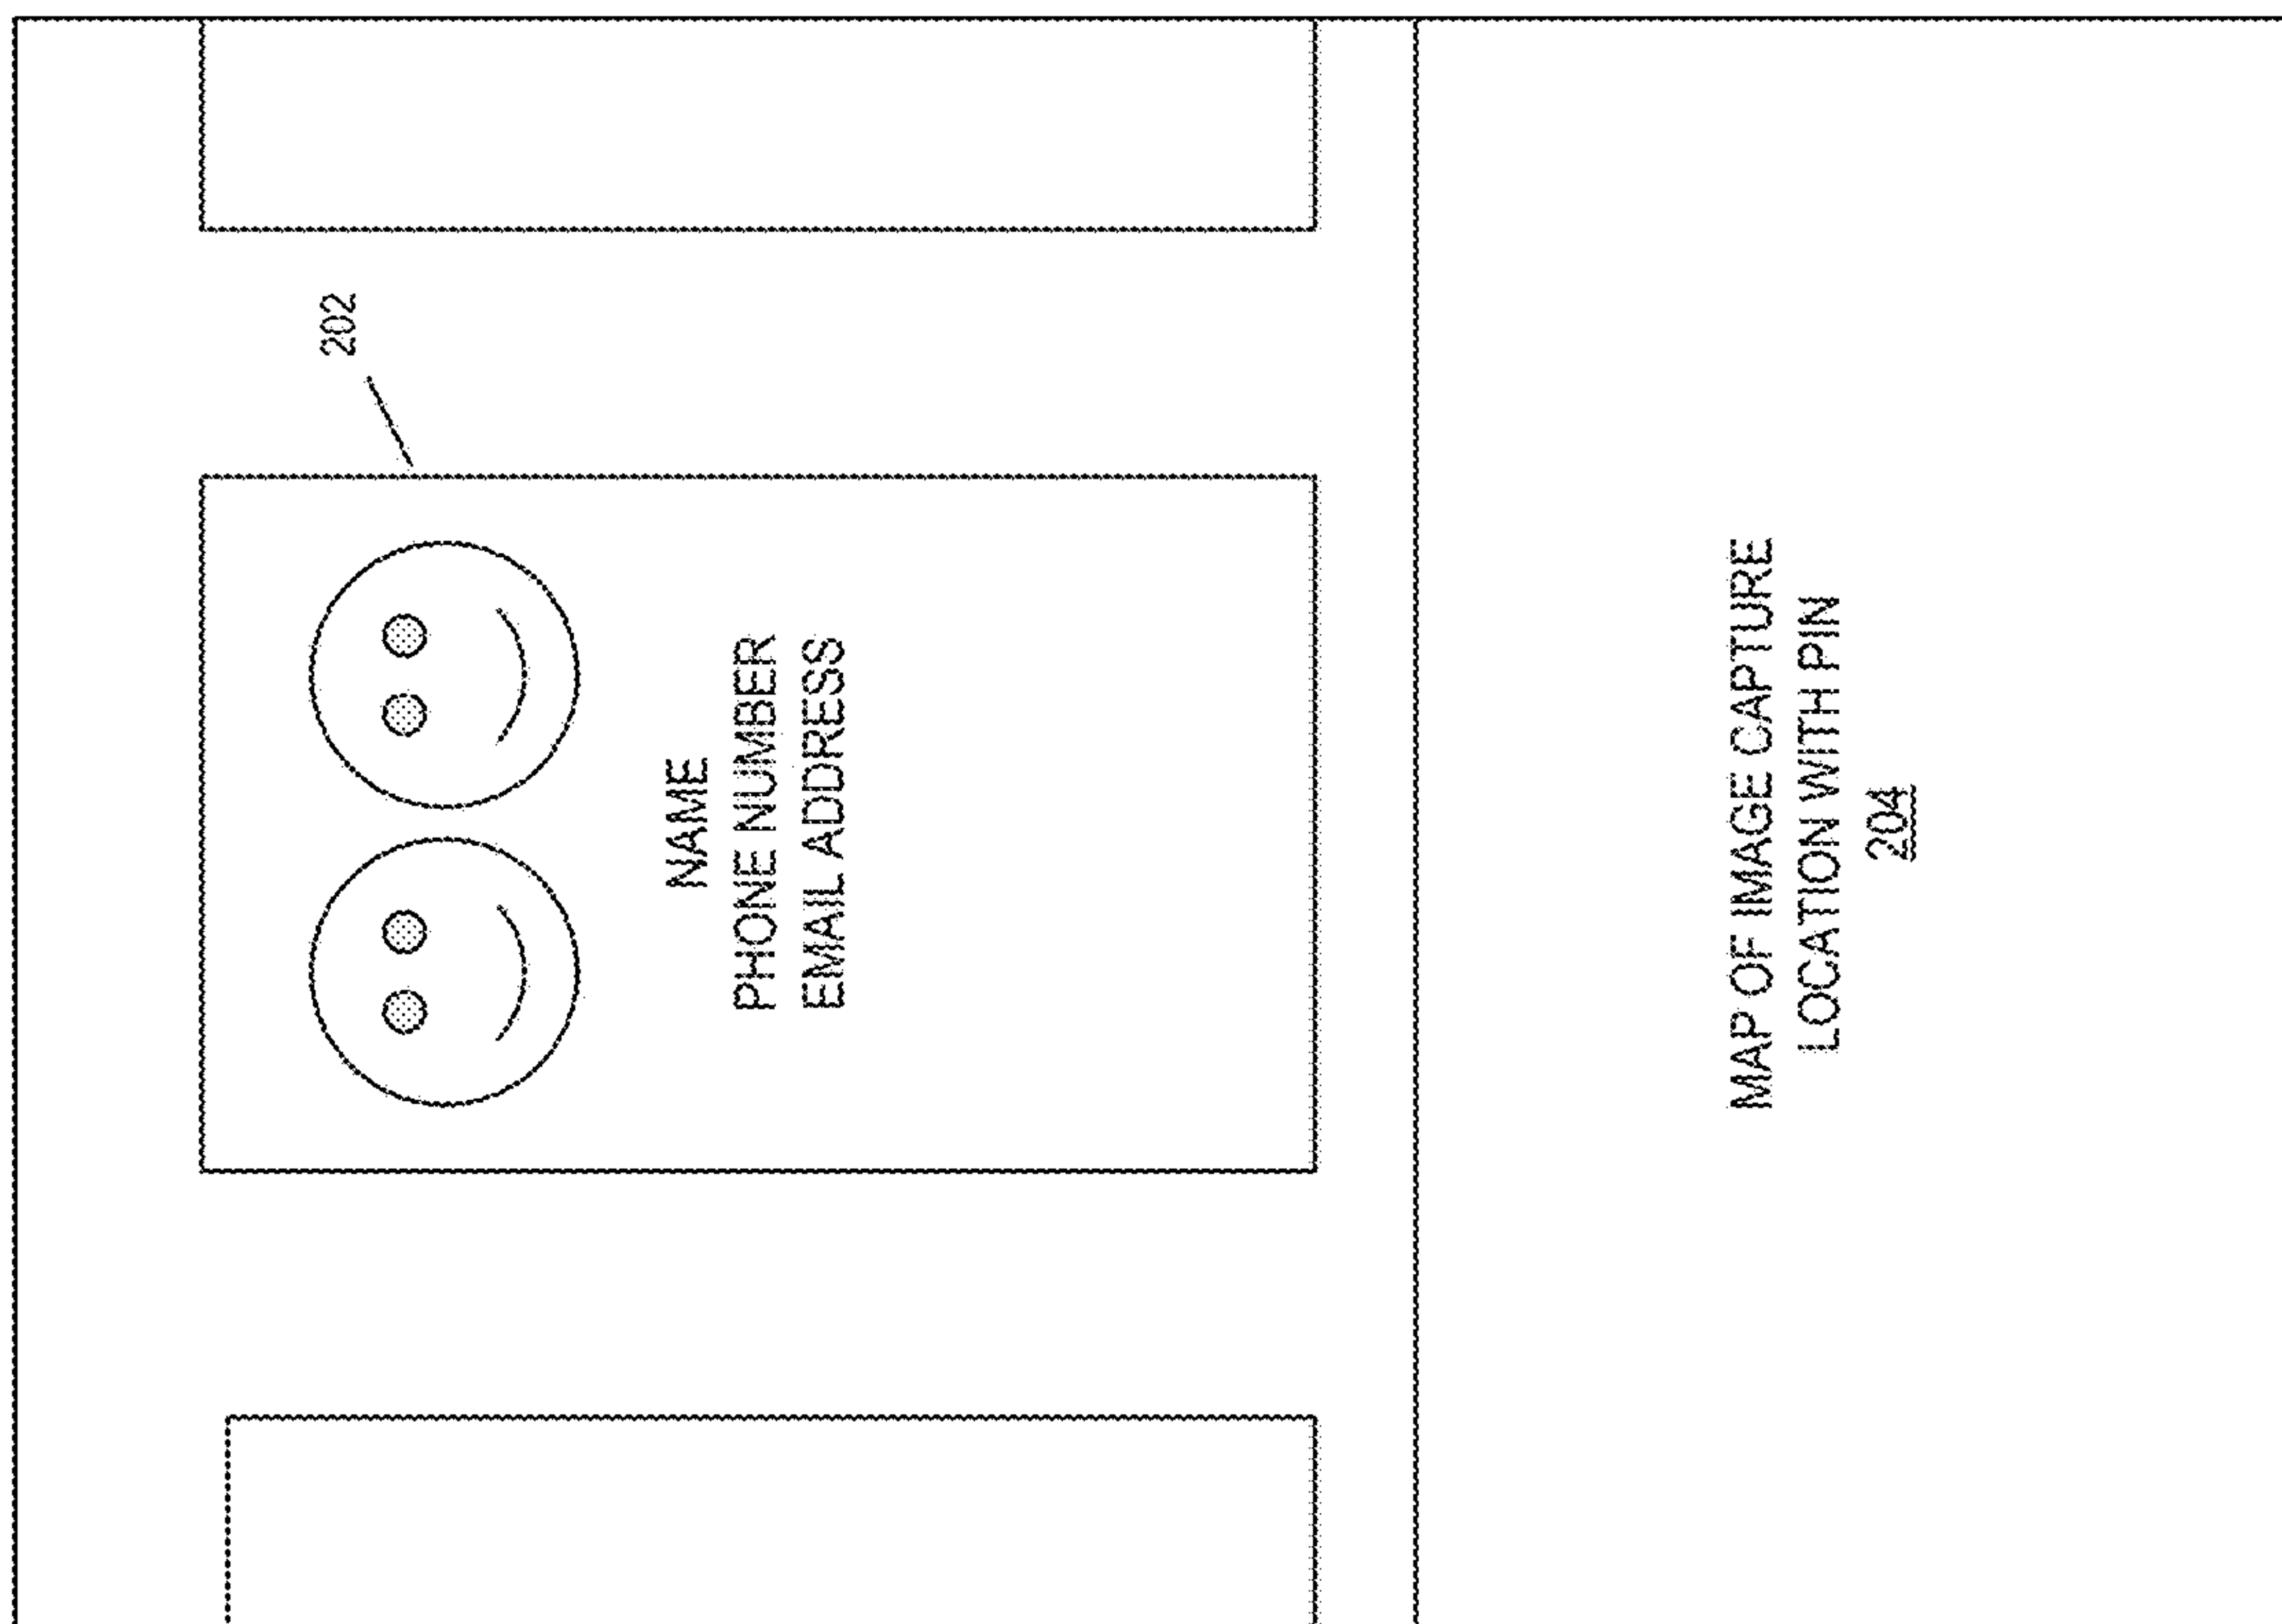 202
NAME
PHONE NUMBER
EMAIL ADDRESS
MAP OF IMAGE CAPTURE
LOCATION WITH PIN
204